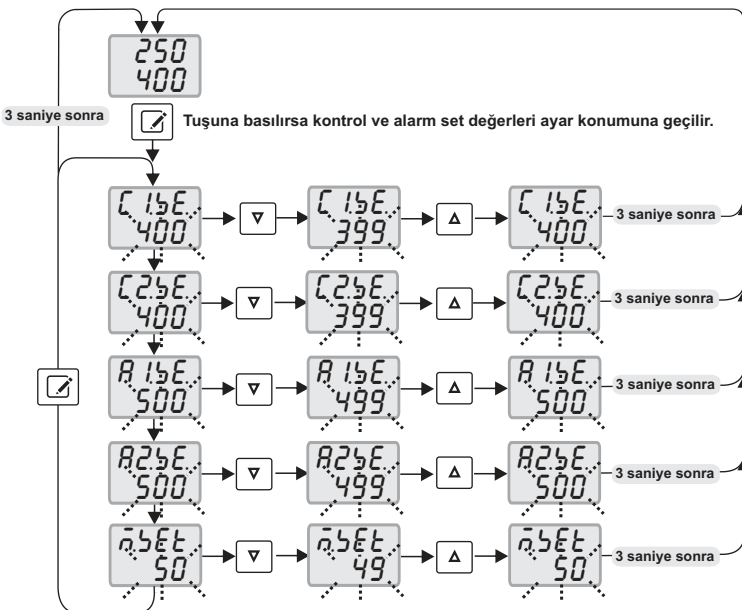 250
400
3 saniye sonra
Tuşuna basılırsa kontrol ve alarm set değerleri ayar konumuna geçilir.
C1.SE.
400
C1.SE.
399
C1.SE.
400
3 saniye sonra
C2.SE.
400
C2.SE.
399
C2.SE.
400
3 saniye sonra
A1.SE.
500
A1.SE.
499
A1.SE.
500
3 saniye sonra
A2.SE.
500
A2.SE.
499
A2.SE.
500
3 saniye sonra
m.SEt
50
m.SEt
49
m.SEt
50
3 saniye sonra